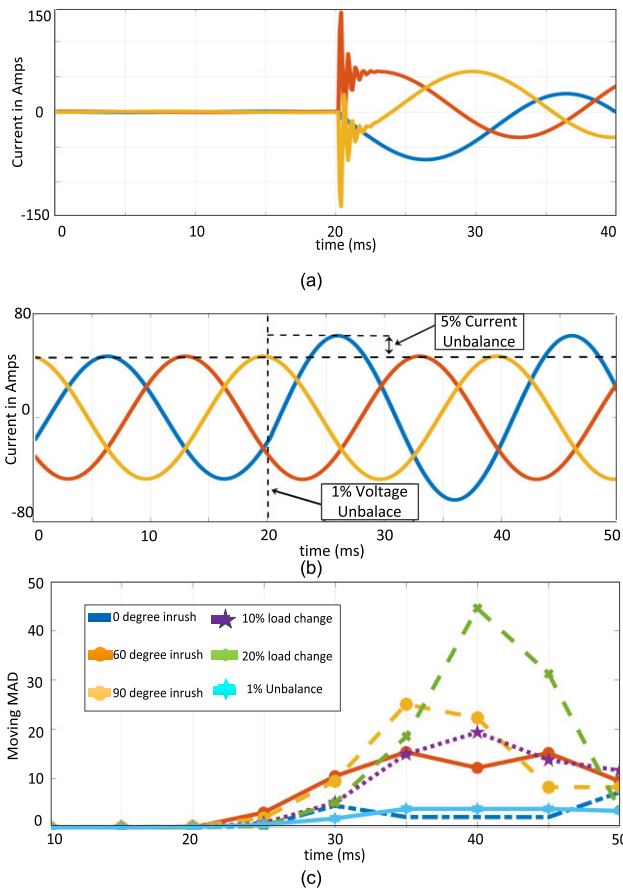 150
0
-150
Current in Amps
0
10
20
30
40
time (ms)
(a)
80
0
-80
Current in Amps
5% Current
Unbalance
1% Voltage
Unbalace
0
10
20
30
40
50
time (ms)
(b)
50
40
30
20
10
0
Moving MAD
0 degree inrush
10% load change
60 degree inrush
20% load change
90 degree inrush
1% Unbalance
10
20
30
40
50
time (ms)
(c)